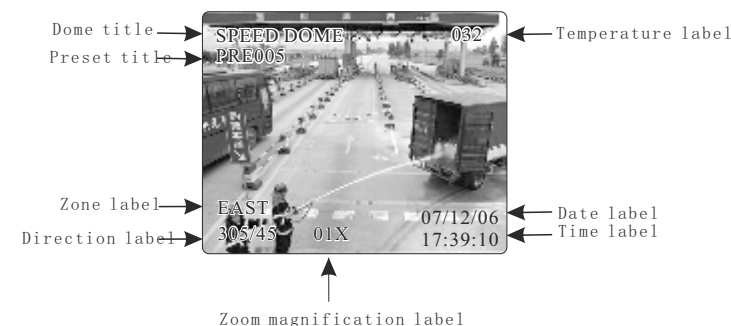 Dome title
SPEED DOME
032
Temperature label
Preset title
PRE005
Zone label
EAST
07/12/06
Date label
Direction label
305/45
01X
17:39:10
Time label
Zoom magnification label